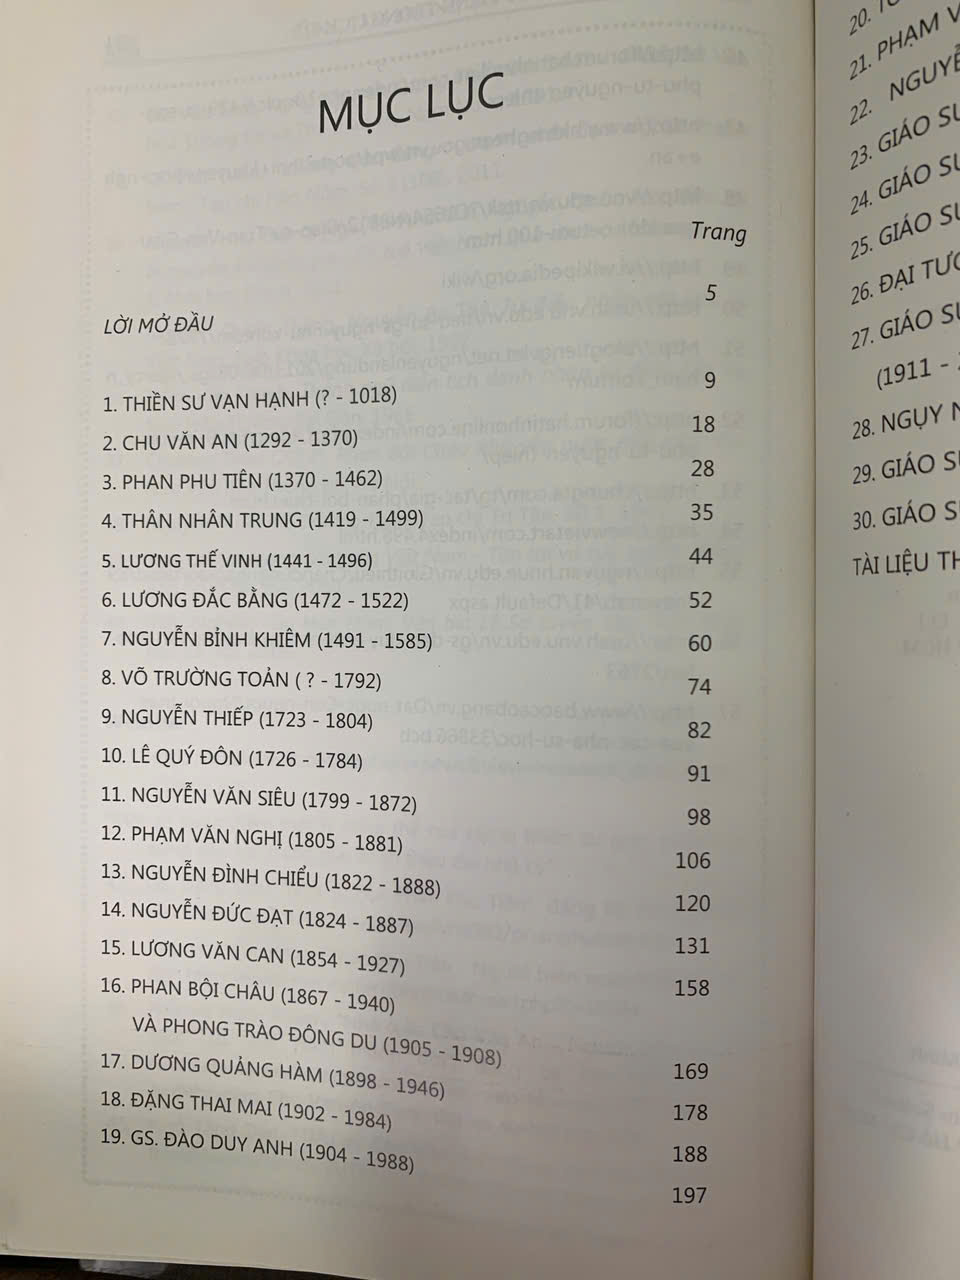 MỤC LỤC
Trang
LỜI MỞ ĐẦU 5
1. THIỀN SƯ VẠN HẠNH (? - 1018) 9
2. CHU VĂN AN (1292 - 1370) 18
3. PHAN PHU TIÊN (1370 - 1462) 28
4. THÂN NHÂN TRUNG (1419 - 1499) 35
5. LƯƠNG THẾ VINH (1441 - 1496) 44
6. LƯƠNG ĐẮC BẰNG (1472 - 1522) 52
7. NGUYỄN BỈNH KHIÊM (1491 - 1585) 60
8. VÕ TRƯỜNG TOẢN ( ? - 1792) 74
9. NGUYỄN THIẾP (1723 - 1804) 82
10. LÊ QUÝ ĐÔN (1726 - 1784) 91
11. NGUYỄN VĂN SIÊU (1799 - 1872) 98
12. PHẠM VĂN NGHỊ (1805 - 1881) 106
13. NGUYỄN ĐÌNH CHIỂU (1822 - 1888) 120
14. NGUYỄN ĐỨC ĐẠT (1824 - 1887) 131
15. LƯƠNG VĂN CAN (1854 - 1927) 158
16. PHAN BỘI CHÂU (1867 - 1940)
VÀ PHONG TRÀO ĐÔNG DU (1905 - 1908) 169
17. DƯƠNG QUẢNG HÀM (1898 - 1946) 178
18. ĐẶNG THAI MAI (1902 - 1984) 188
19. GS. ĐÀO DUY ANH (1904 - 1988) 197
20.
21. PHẠM
22. NGUYỄ
23. GIÁO SƯ
24. GIÁO SƯ
25. GIÁO SƯ
26. ĐẠI TƯỚ
27. GIÁO SƯ
(1911 -
28. NGỤY N
29. GIÁO SƯ
30. GIÁO SƯ
TÀI LIỆU TH